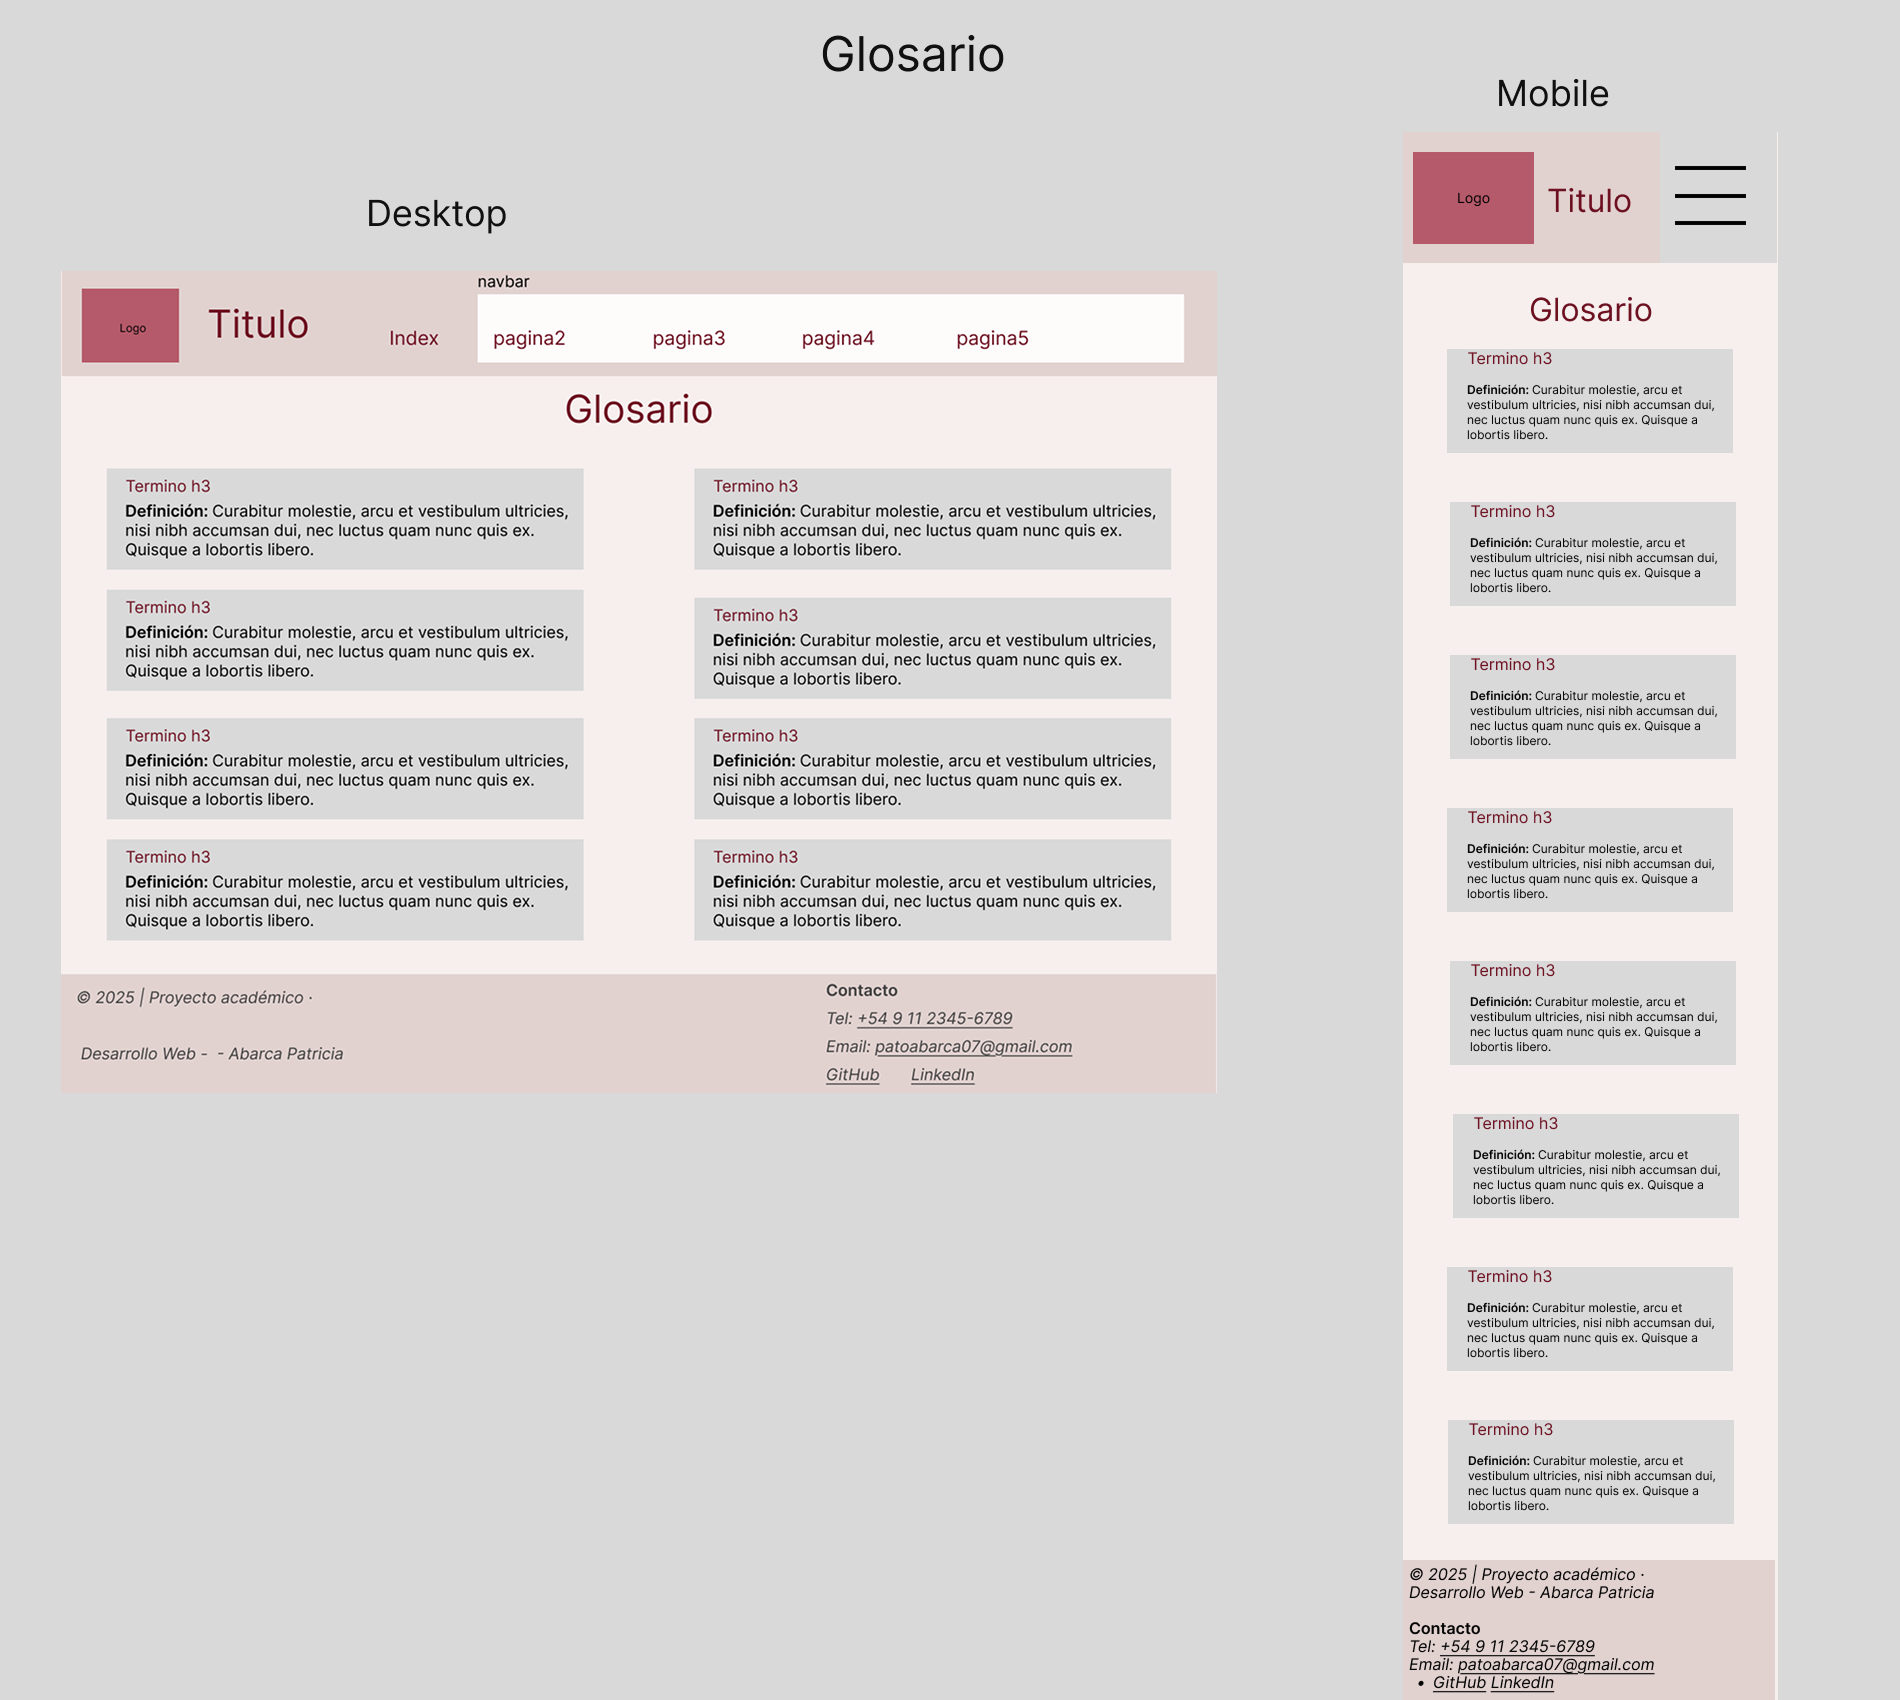 Glosario
Desktop
Logo
Titulo
Index
navbar
pagina2
pagina3
pagina4
pagina5
Glosario
Termino h3
Definición: Curabitur molestie, arcu et vestibulum ultricies,
nisi nibh accumsan dui, nec luctus quam nunc quis ex.
Quisque a lobortis libero.
Termino h3
Definición: Curabitur molestie, arcu et vestibulum ultricies,
nisi nibh accumsan dui, nec luctus quam nunc quis ex.
Quisque a lobortis libero.
Termino h3
Definición: Curabitur molestie, arcu et vestibulum ultricies,
nisi nibh accumsan dui, nec luctus quam nunc quis ex.
Quisque a lobortis libero.
Termino h3
Definición: Curabitur molestie, arcu et vestibulum ultricies,
nisi nibh accumsan dui, nec luctus quam nunc quis ex.
Quisque a lobortis libero.
Termino h3
Definición: Curabitur molestie, arcu et vestibulum ultricies,
nisi nibh accumsan dui, nec luctus quam nunc quis ex.
Quisque a lobortis libero.
Termino h3
Definición: Curabitur molestie, arcu et vestibulum ultricies,
nisi nibh accumsan dui, nec luctus quam nunc quis ex.
Quisque a lobortis libero.
Termino h3
Definición: Curabitur molestie, arcu et vestibulum ultricies,
nisi nibh accumsan dui, nec luctus quam nunc quis ex.
Quisque a lobortis libero.
Termino h3
Definición: Curabitur molestie, arcu et vestibulum ultricies,
nisi nibh accumsan dui, nec luctus quam nunc quis ex.
Quisque a lobortis libero.
© 2025 | Proyecto académico ·
Desarrollo Web -  - Abarca Patricia
Contacto
Tel: +54 9 11 2345-6789
Email: patoabarca07@gmail.com
GitHub LinkedIn
Mobile
Logo
Titulo
Glosario
Termino h3
Definición: Curabitur molestie, arcu et
vestibulum ultricies, nisi nibh accumsan dui,
nec luctus quam nunc quis ex. Quisque a
lobortis libero.
Termino h3
Definición: Curabitur molestie, arcu et
vestibulum ultricies, nisi nibh accumsan dui,
nec luctus quam nunc quis ex. Quisque a
lobortis libero.
Termino h3
Definición: Curabitur molestie, arcu et
vestibulum ultricies, nisi nibh accumsan dui,
nec luctus quam nunc quis ex. Quisque a
lobortis libero.
Termino h3
Definición: Curabitur molestie, arcu et
vestibulum ultricies, nisi nibh accumsan dui,
nec luctus quam nunc quis ex. Quisque a
lobortis libero.
Termino h3
Definición: Curabitur molestie, arcu et
vestibulum ultricies, nisi nibh accumsan dui,
nec luctus quam nunc quis ex. Quisque a
lobortis libero.
Termino h3
Definición: Curabitur molestie, arcu et
vestibulum ultricies, nisi nibh accumsan dui,
nec luctus quam nunc quis ex. Quisque a
lobortis libero.
Termino h3
Definición: Curabitur molestie, arcu et
vestibulum ultricies, nisi nibh accumsan dui,
nec luctus quam nunc quis ex. Quisque a
lobortis libero.
Termino h3
Definición: Curabitur molestie, arcu et
vestibulum ultricies, nisi nibh accumsan dui,
nec luctus quam nunc quis ex. Quisque a
lobortis libero.
© 2025 | Proyecto académico ·
Desarrollo Web - Abarca Patricia
Contacto
Tel: +54 9 11 2345-6789
Email: patoabarca07@gmail.com
• GitHub LinkedIn